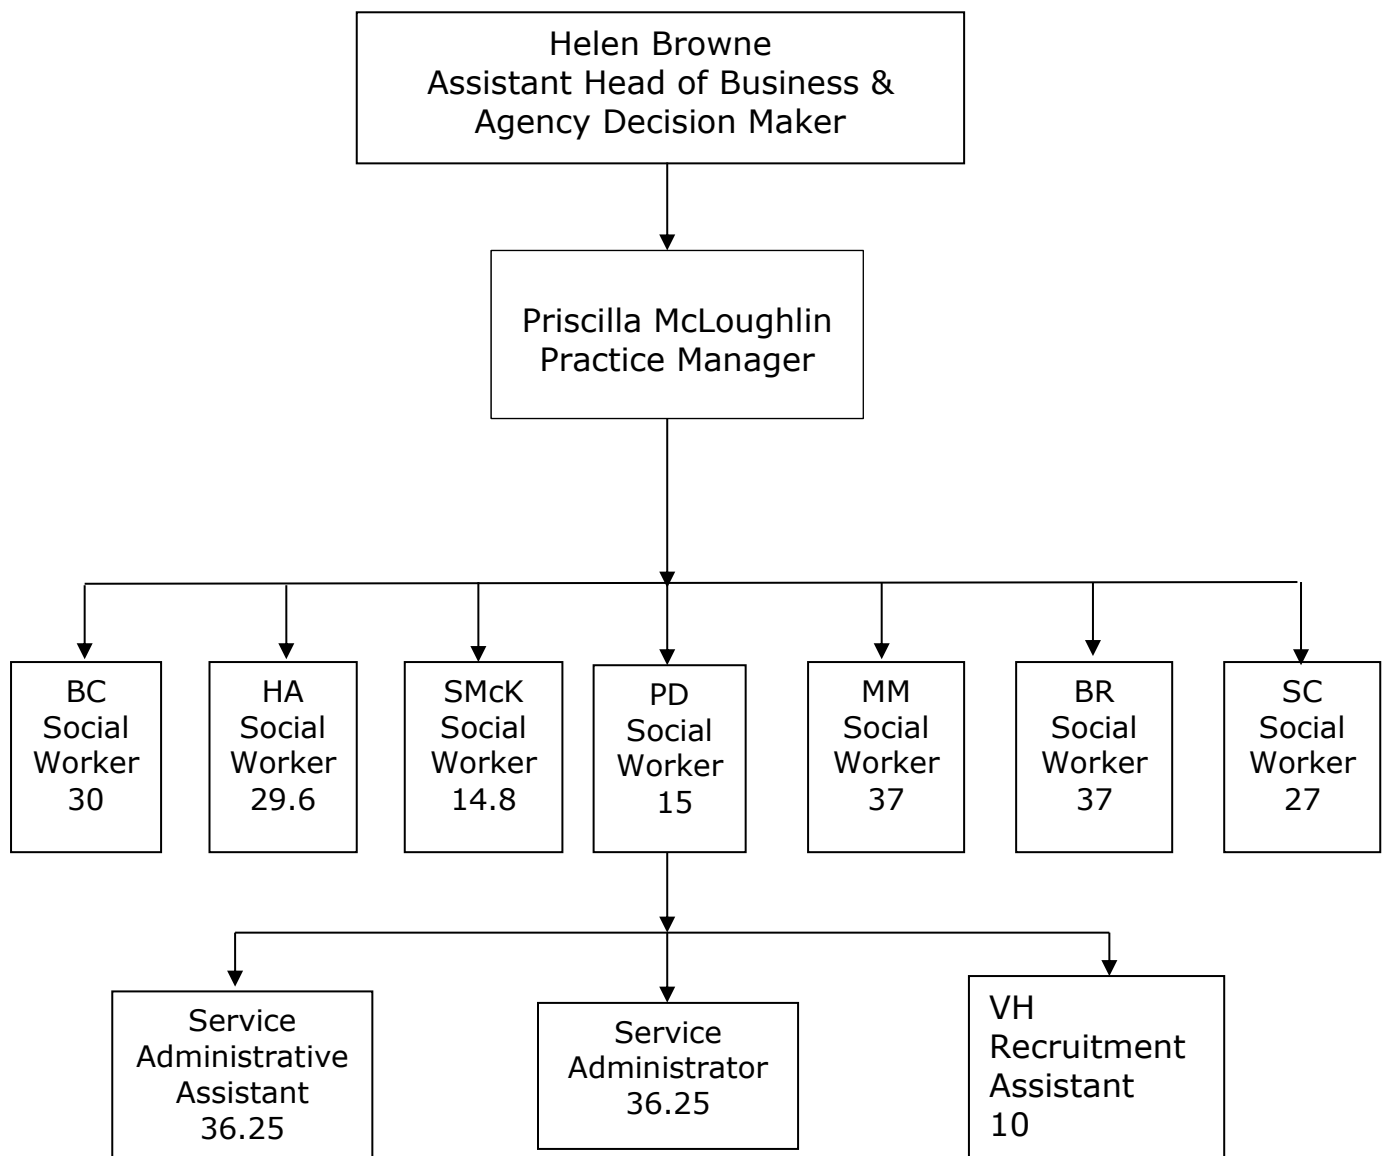 Helen Browne
Assistant Head of Business &
Agency Decision Maker
Priscilla McLoughlin
Practice Manager
BC
Social
Worker
30
HA
Social
Worker
29.6
SMcK
Social
Worker
14.8
PD
Social
Worker
15
MM
Social
Worker
37
BR
Social
Worker
37
SC
Social
Worker
27
Service
Administrative
Assistant
36.25
Service
Administrator
36.25
VH
Recruitment
Assistant
10